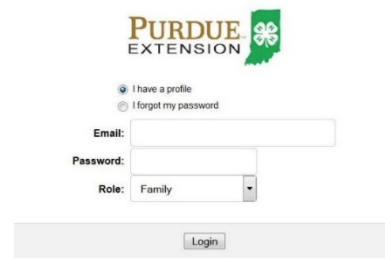 PURDUE
EXTENSION
I have a profile
I forgot my password
Email:
Password:
Role: Family
Login